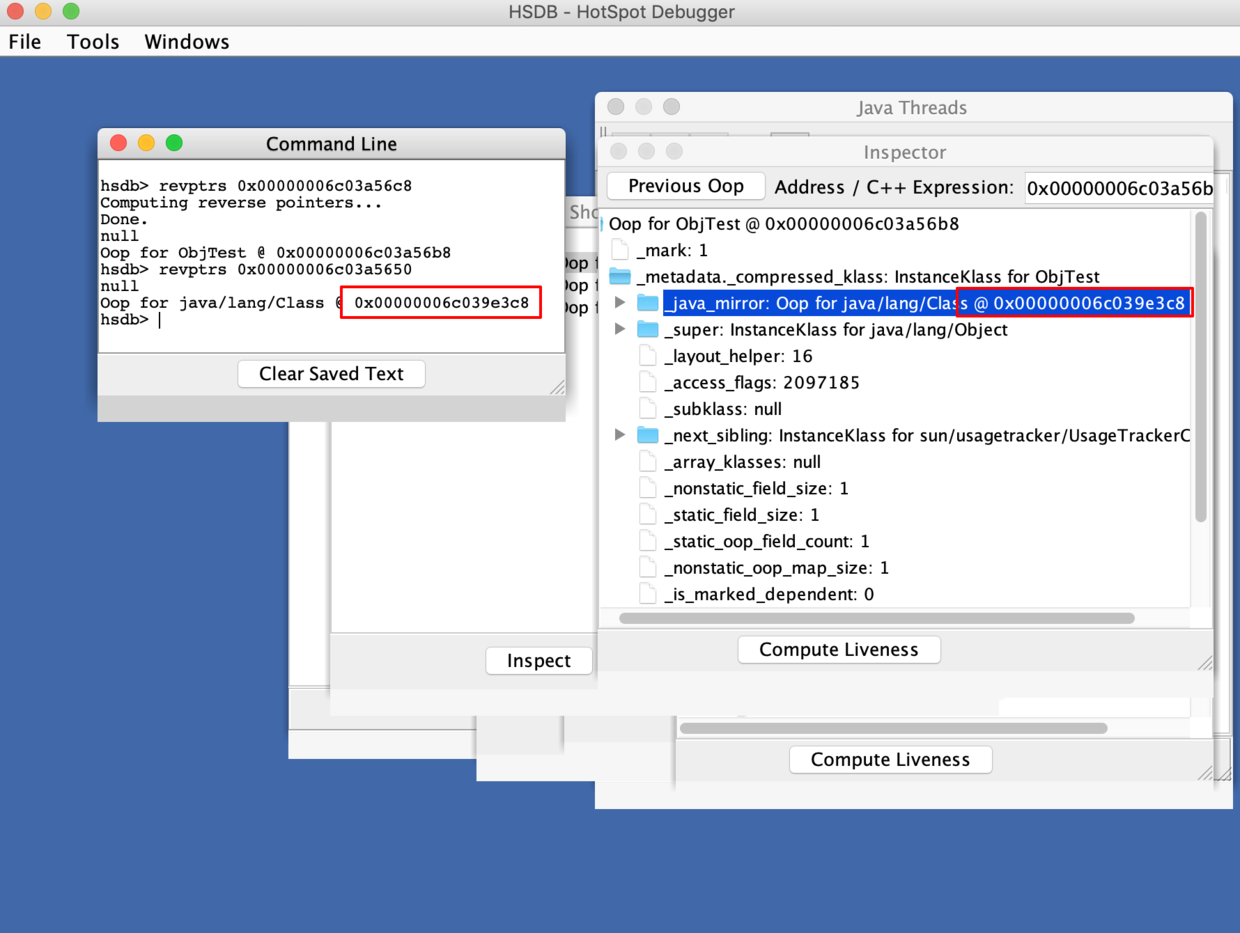 HSDB - HotSpot Debugger
File Tools Windows
Java Threads
Command Line
Inspector
hsdb> revptrs 0x00000006c03a56c8
Computing reverse pointers...
Done.
null
Oop for ObjTest @ 0x00000006c03a56b8
hsdb> revptrs 0x00000006c03a5650
null
Oop for java/lang/Class @ 0x00000006c039e3c8
hsdb>
Clear Saved Text
Sho
Oop f
Oop f
Oop f
Inspect
Previous Oop Address / C++ Expression: 0x00000006c03a56b
Oop for ObjTest @ 0x00000006c03a56b8
_mark: 1
_metadata._compressed_klass: InstanceKlass for ObjTest
_java_mirror: Oop for java/lang/Class @ 0x00000006c039e3c8
_super: InstanceKlass for java/lang/Object
_layout_helper: 16
_access_flags: 2097185
_subklass: null
_next_sibling: InstanceKlass for sun/usagetracker/UsageTrackerC
_array_klasses: null
_nonstatic_field_size: 1
_static_field_size: 1
_static_oop_field_count: 1
_nonstatic_oop_map_size: 1
_is_marked_dependent: 0
Compute Liveness
Compute Liveness